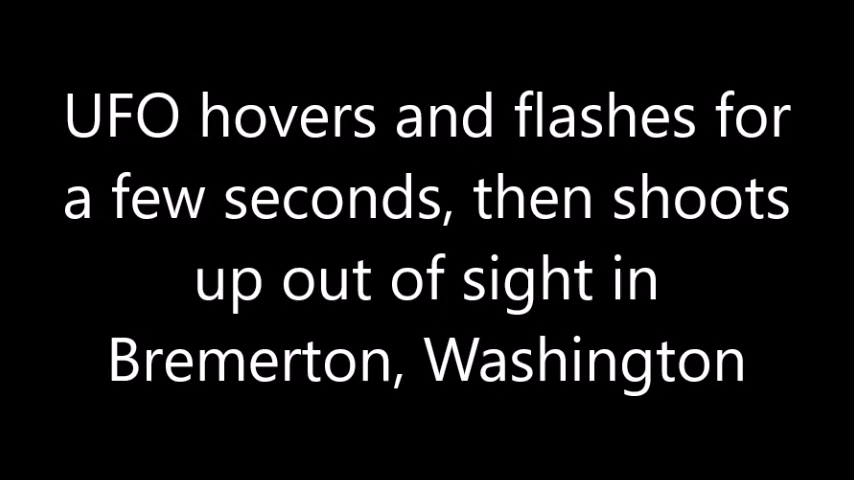 UFO hovers and flashes for
a few seconds, then shoots
up out of sight in
Bremerton, Washington